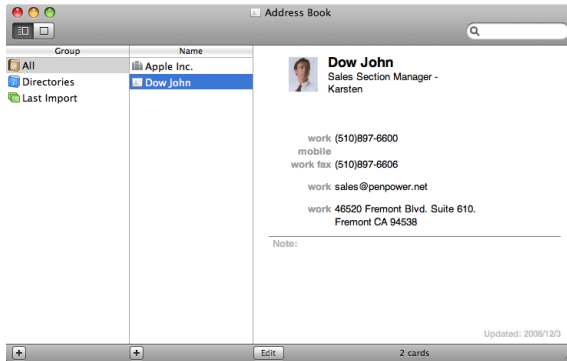 Address Book
Group
Name
All
Directories
Last Import
Apple Inc.
Dow John
Dow John
Sales Section Manager -
Karsten
work (510)897-6600
mobile
work fax (510)897-6606
work sales@penpower.net
work 46520 Fremont Blvd. Suite 610.
Fremont CA 94538
Note:
Updated: 2008/12/3
Edit
2 cards